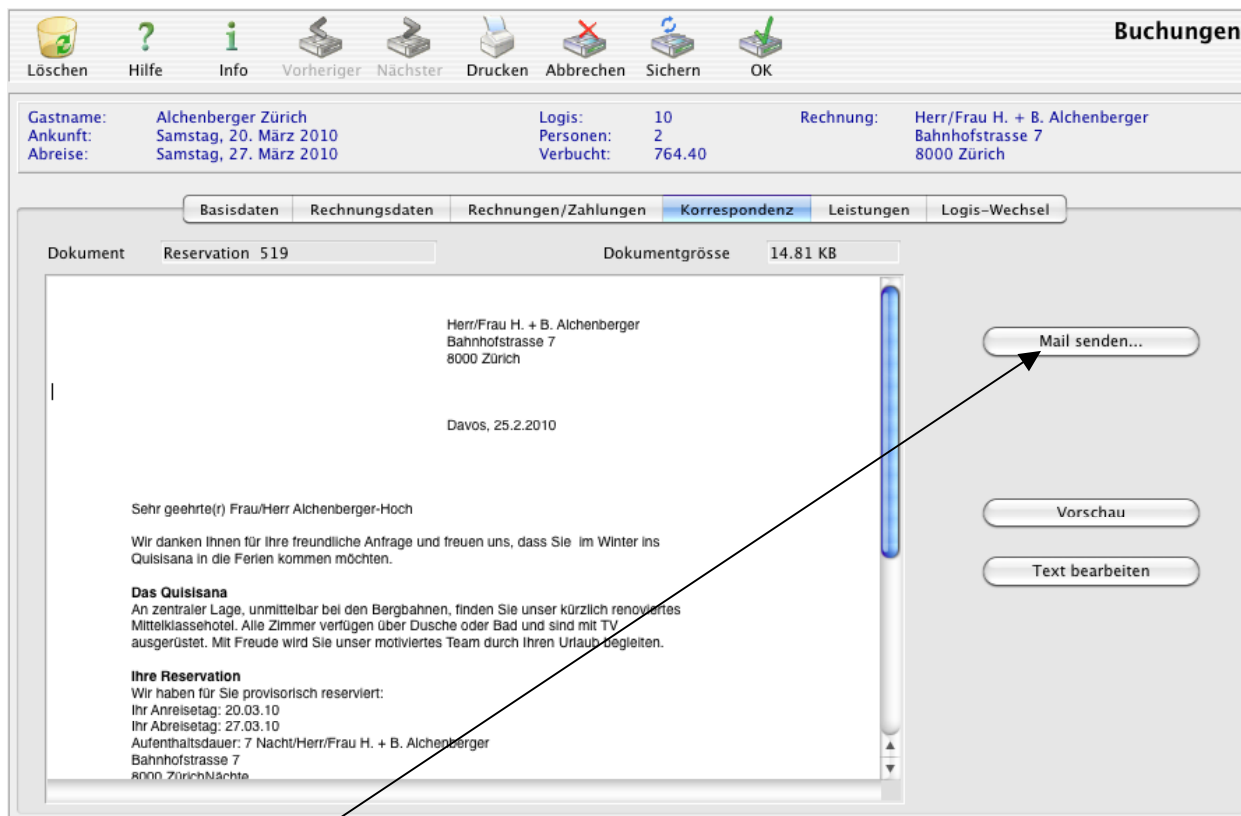 Buchungen
Löschen Hilfe Info Vorheriger Nächster Drucken Abbrechen Sichern OK
Gastname: Alchenberger Zürich Logis: 10 Rechnung: Herr/Frau H. + B. Alchenberger
Ankunft: Samstag, 20. März 2010 Personen: 2 Bahnhofstrasse 7
Abreise: Samstag, 27. März 2010 Verbucht: 764.40 8000 Zürich
Basisdaten Rechnungsdaten Rechnungen/Zahlungen Korrespondenz Leistungen Logis-Wechsel
Dokument Reservation 519 Dokumentgrösse 14.81 KB
Herr/Frau H. + B. Alchenberger
Bahnhofstrasse 7
8000 Zürich
Mail senden...
Davos, 25.2.2010
Sehr geehrte(r) Frau/Herr Alchenberger-Hoch
Vorschau
Wir danken Ihnen für Ihre freundliche Anfrage und freuen uns, dass Sie im Winter ins
Quisisana in die Ferien kommen möchten.
Text bearbeiten
Das Quisisana
An zentraler Lage, unmittelbar bei den Bergbahnen, finden Sie unser kürzlich renoviertes
Mittelklassehotel. Alle Zimmer verfügen über Dusche oder Bad und sind mit TV
ausgerüstet. Mit Freude wird Sie unser motiviertes Team durch Ihren Urlaub begleiten.
Ihre Reservation
Wir haben für Sie provisorisch reserviert:
Ihr Anreisetag: 20.03.10
Ihr Abreisetag: 27.03.10
Aufenthaltsdauer: 7 Nacht/Herr/Frau H. + B. Alchenberger
Bahnhofstrasse 7
8000 ZürichNächte